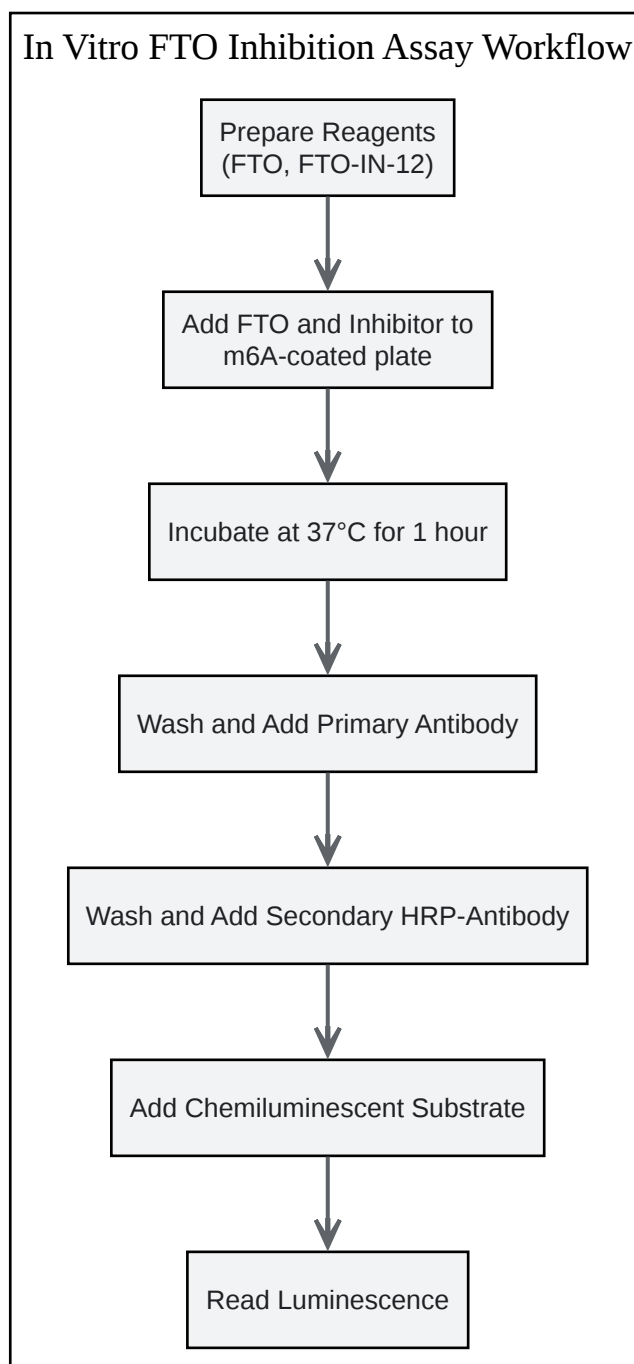 In Vitro FTO Inhibition Assay Workflow
Prepare Reagents
(FTO, FTO-IN-12)
Add FTO and Inhibitor to
m6A-coated plate
Incubate at 37°C for 1 hour
Wash and Add Primary Antibody
Wash and Add Secondary HRP-Antibody
Add Chemiluminescent Substrate
Read Luminescence